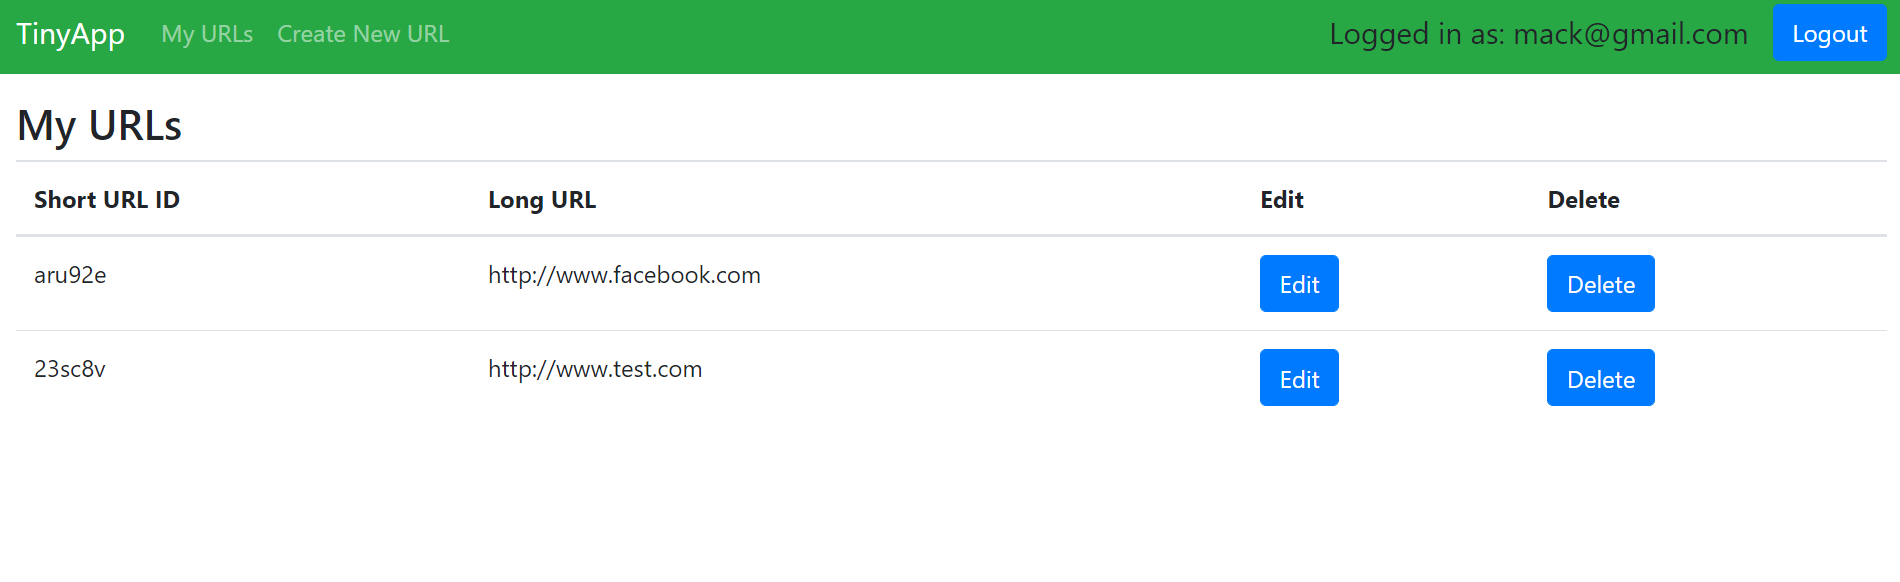 TinyApp My URLs Create New URL Logged in as: mack@gmail.com Logout
My URLs
Short URL ID Long URL Edit Delete
aru92e http://www.facebook.com Edit Delete
23sc8v http://www.test.com Edit Delete